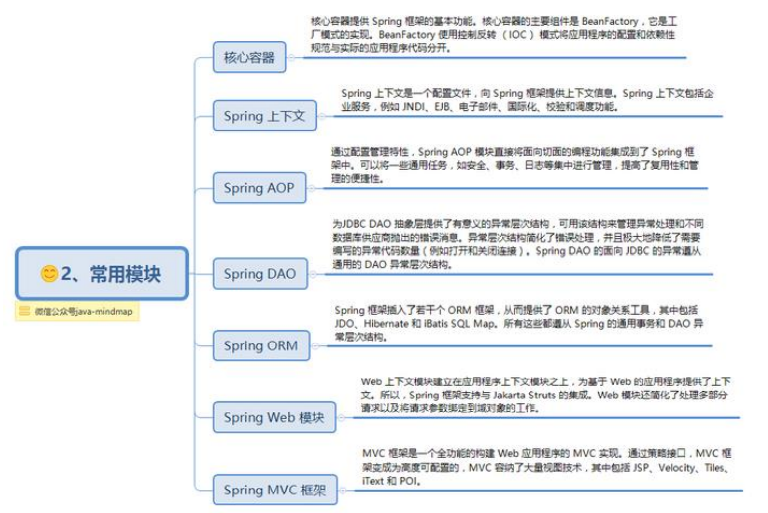 核心容器提供 Spring 框架的基本功能。核心容器的主要组件是 BeanFactory，它是工
厂模式的实现。BeanFactory 使用控制反转 （IOC） 模式将应用程序的配置和依赖性
规范与实际的应用程序代码分开。
核心容器
Spring 上下文是一个配置文件，向 Spring 框架提供上下文信息。Spring 上下文包括企
业服务，例如 JNDI、EJB、电子邮件、国际化、校验和调度功能。
Spring 上下文
通过配置管理特性，Spring AOP 模块直接将面向切面的编程功能集成到了 Spring 框
架中。可以将一些通用任务，如安全、事务、日志等集中进行管理，提高了复用性和管
理的便捷性。
Spring AOP
为JDBC DAO 抽象层提供了有意义的异常层次结构，可用该结构来管理异常处理和不同
数据库供应商抛出的错误消息。异常层次结构简化了错误处理，并且极大地降低了需要
编写的异常代码数量（例如打开和关闭连接）。Spring DAO 的面向 JDBC 的异常遵从
通用的 DAO 异常层次结构。
Spring DAO
2、常用模块
微信公众号java-mindmap
Spring 框架插入了若干个 ORM 框架，从而提供了 ORM 的对象关系工具，其中包括
JDO、Hibernate 和 iBatis SQL Map。所有这些都遵从 Spring 的通用事务和 DAO 异
常层次结构。
Spring ORM
Web 上下文模块建立在应用程序上下文模块之上，为基于 Web 的应用程序提供了上下
文。所以，Spring 框架支持与 Jakarta Struts 的集成。Web 模块还简化了处理多部分
请求以及将请求参数绑定到域对象的工作。
Spring Web 模块
MVC 框架是一个全功能的构建 Web 应用程序的 MVC 实现。通过策略接口，MVC 框
架变成为高度可配置的，MVC 容纳了大量视图技术，其中包括 JSP、Velocity、Tiles、
iText 和 POI。
Spring MVC 框架